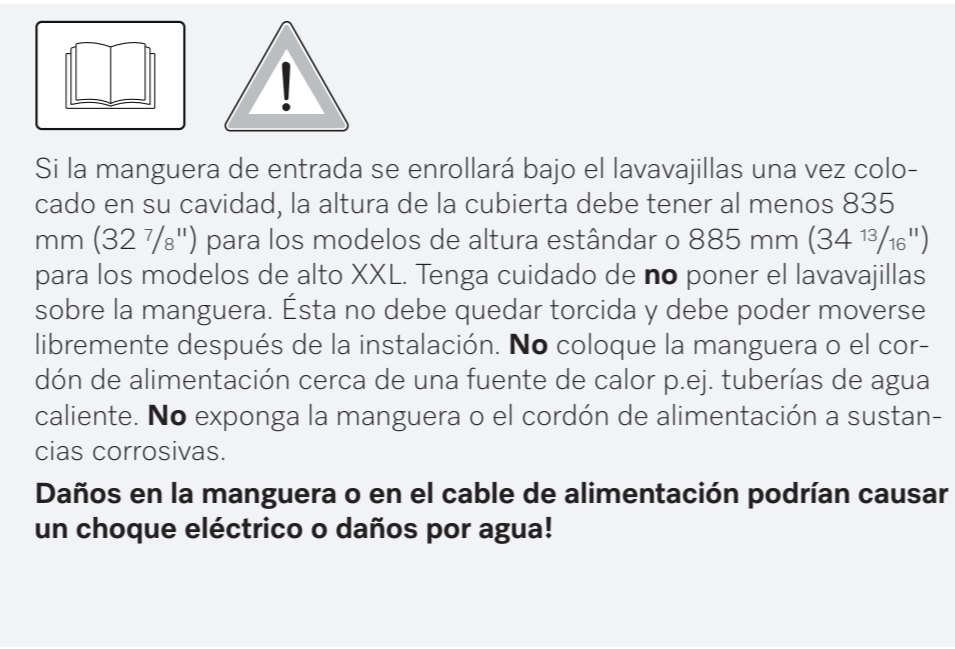 Si la manguera de entrada se enrollará bajo el lavavajillas una vez colo-
cado en su cavidad, la altura de la cubierta debe tener al menos 835
mm (32 ⁷/₈") para los modelos de altura estândar o 885 mm (34 ¹³/₁₆")
para los modelos de alto XXL. Tenga cuidado de no poner el lavavajillas
sobre la manguera. Ésta no debe quedar torcida y debe poder moverse
libremente después de la instalación. No coloque la manguera o el cor-
dón de alimentación cerca de una fuente de calor p.ej. tuberías de agua
caliente. No exponga la manguera o el cordón de alimentación a sustan-
cias corrosivas.
Daños en la manguera o en el cable de alimentación podrían causar
un choque eléctrico o daños por agua!